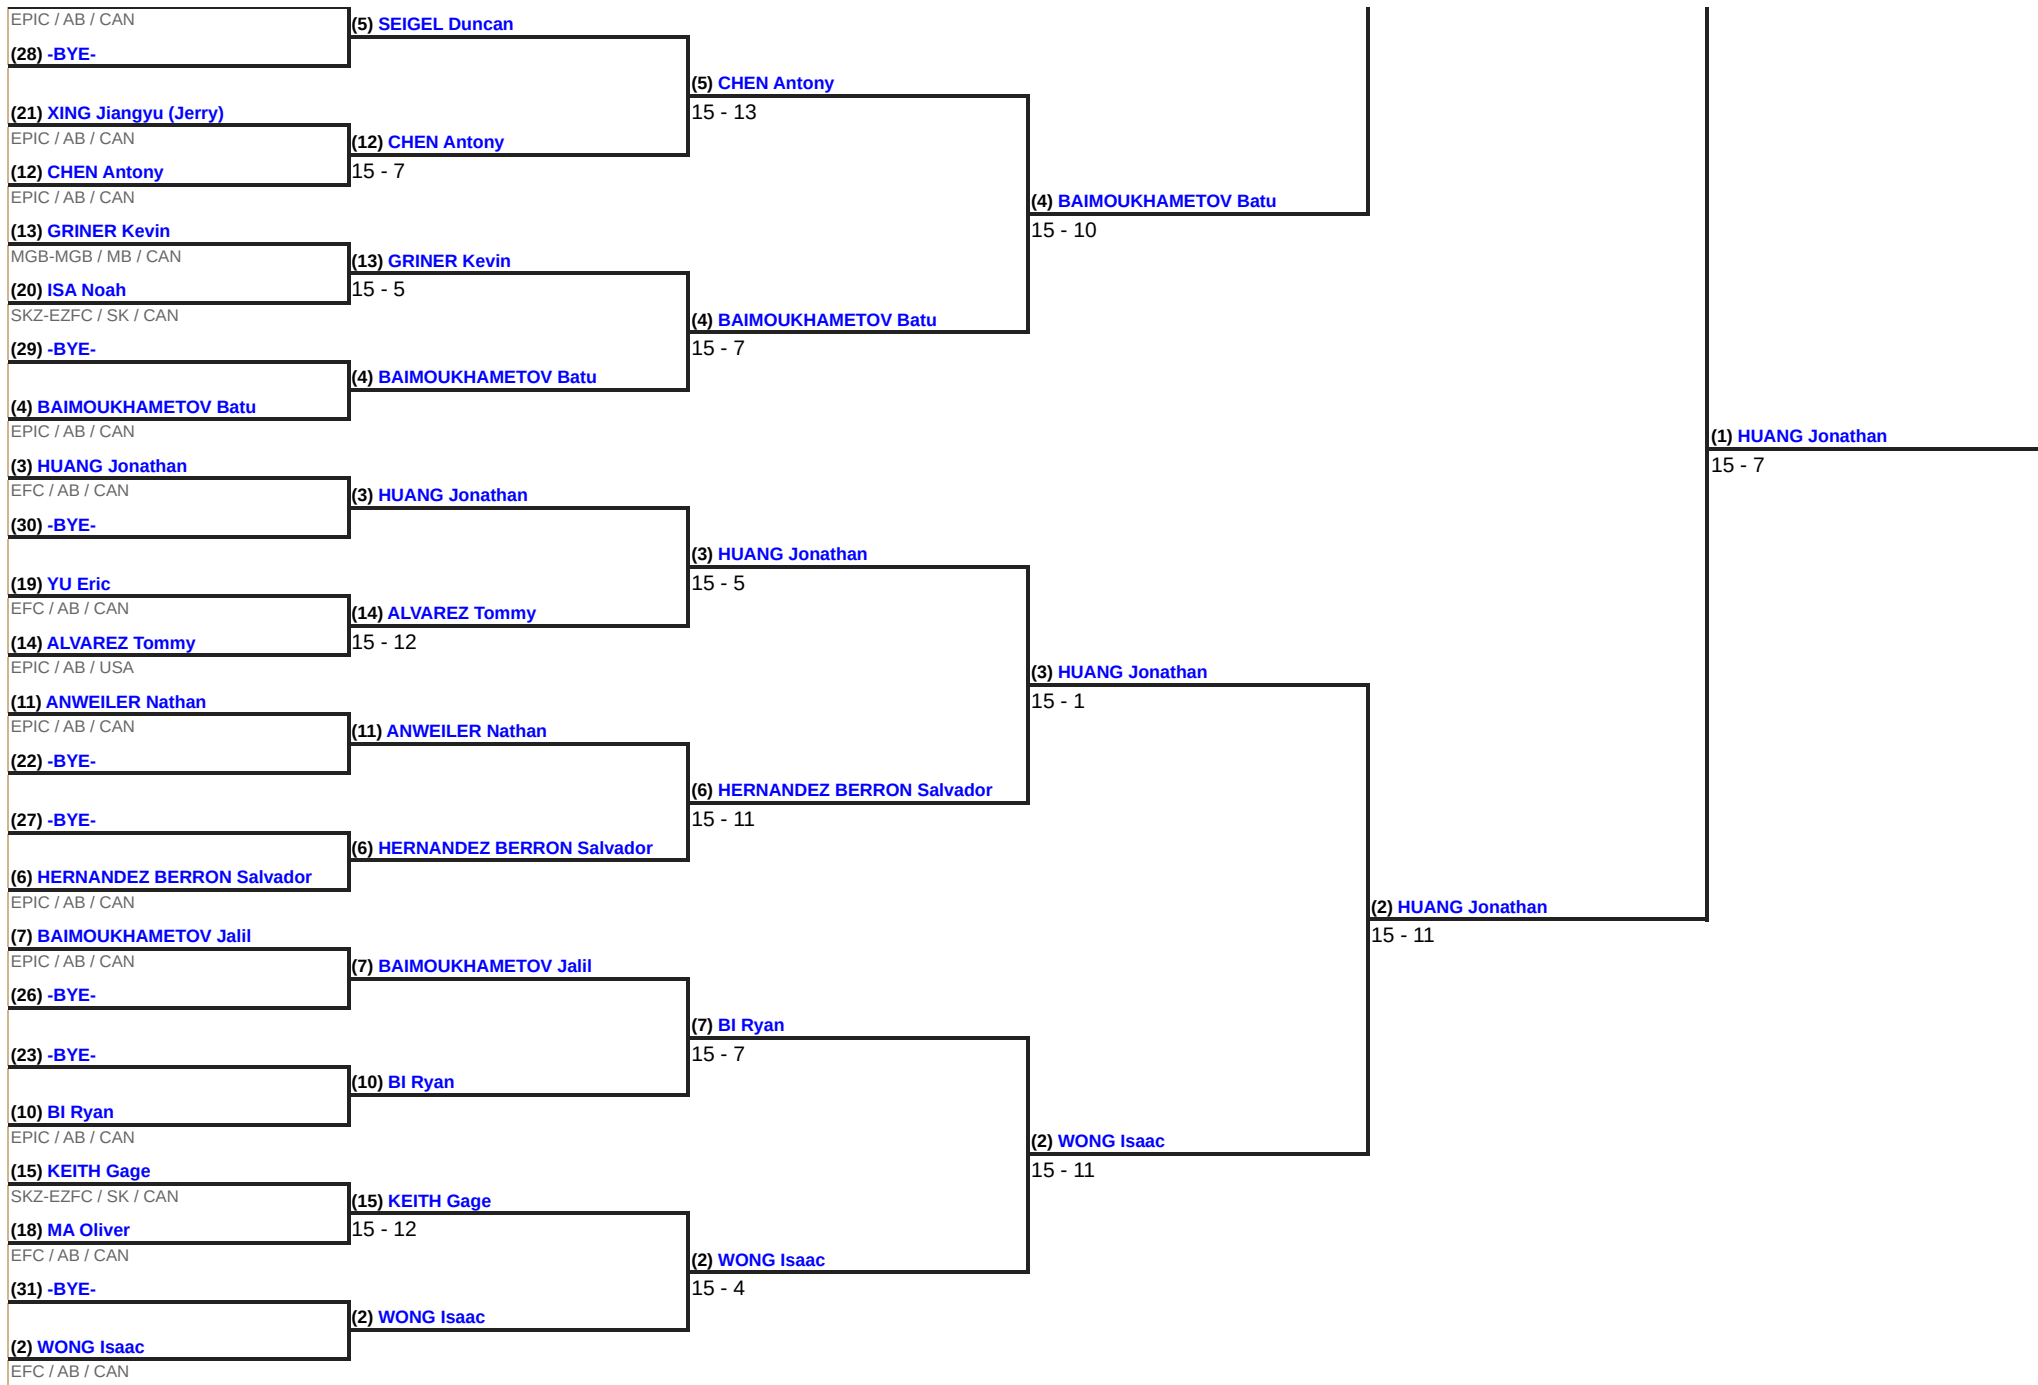 EPIC / AB / CAN
(28) -BYE-
(21) XING Jiangyu (Jerry)
EPIC / AB / CAN
(12) CHEN Antony
EPIC / AB / CAN
(13) GRINER Kevin
MGB-MGB / MB / CAN
(20) ISA Noah
SKZ-EZFC / SK / CAN
(29) -BYE-
(4) BAIMOUKHAMETOV Batu
EPIC / AB / CAN
(3) HUANG Jonathan
EFC / AB / CAN
(30) -BYE-
(19) YU Eric
EFC / AB / CAN
(14) ALVAREZ Tommy
EPIC / AB / USA
(11) ANWEILER Nathan
EPIC / AB / CAN
(22) -BYE-
(27) -BYE-
(6) HERNANDEZ BERRON Salvador
EPIC / AB / CAN
(7) BAIMOUKHAMETOV Jalil
EPIC / AB / CAN
(26) -BYE-
(23) -BYE-
(10) BI Ryan
EPIC / AB / CAN
(15) KEITH Gage
SKZ-EZFC / SK / CAN
(18) MA Oliver
EFC / AB / CAN
(31) -BYE-
(2) WONG Isaac
EFC / AB / CAN
(5) SEIGEL Duncan
(12) CHEN Antony
15 - 7
(13) GRINER Kevin
15 - 5
(4) BAIMOUKHAMETOV Batu
(3) HUANG Jonathan
(14) ALVAREZ Tommy
15 - 12
(11) ANWEILER Nathan
(6) HERNANDEZ BERRON Salvador
(7) BAIMOUKHAMETOV Jalil
(10) BI Ryan
(15) KEITH Gage
15 - 12
(2) WONG Isaac
(5) CHEN Antony
15 - 13
(4) BAIMOUKHAMETOV Batu
15 - 7
(3) HUANG Jonathan
15 - 5
(6) HERNANDEZ BERRON Salvador
15 - 11
(7) BI Ryan
15 - 7
(2) WONG Isaac
15 - 4
(4) BAIMOUKHAMETOV Batu
15 - 10
(3) HUANG Jonathan
15 - 1
(2) WONG Isaac
15 - 11
(2) HUANG Jonathan
15 - 11
(1) HUANG Jonathan
15 - 7